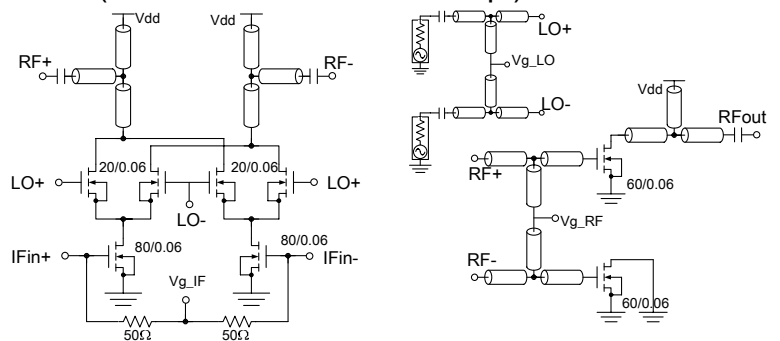 Vdd
Vdd
RF+
RF-
20/0.06
20/0.06
LO+
LO-
LO+
IFin+
80/0.06
80/0.06
IFin-
Vg_IF
50Ω
50Ω
LO+
Vg_LO
LO-
Vdd
RFout
RF+
60/0.06
Vg_RF
RF-
60/0.06